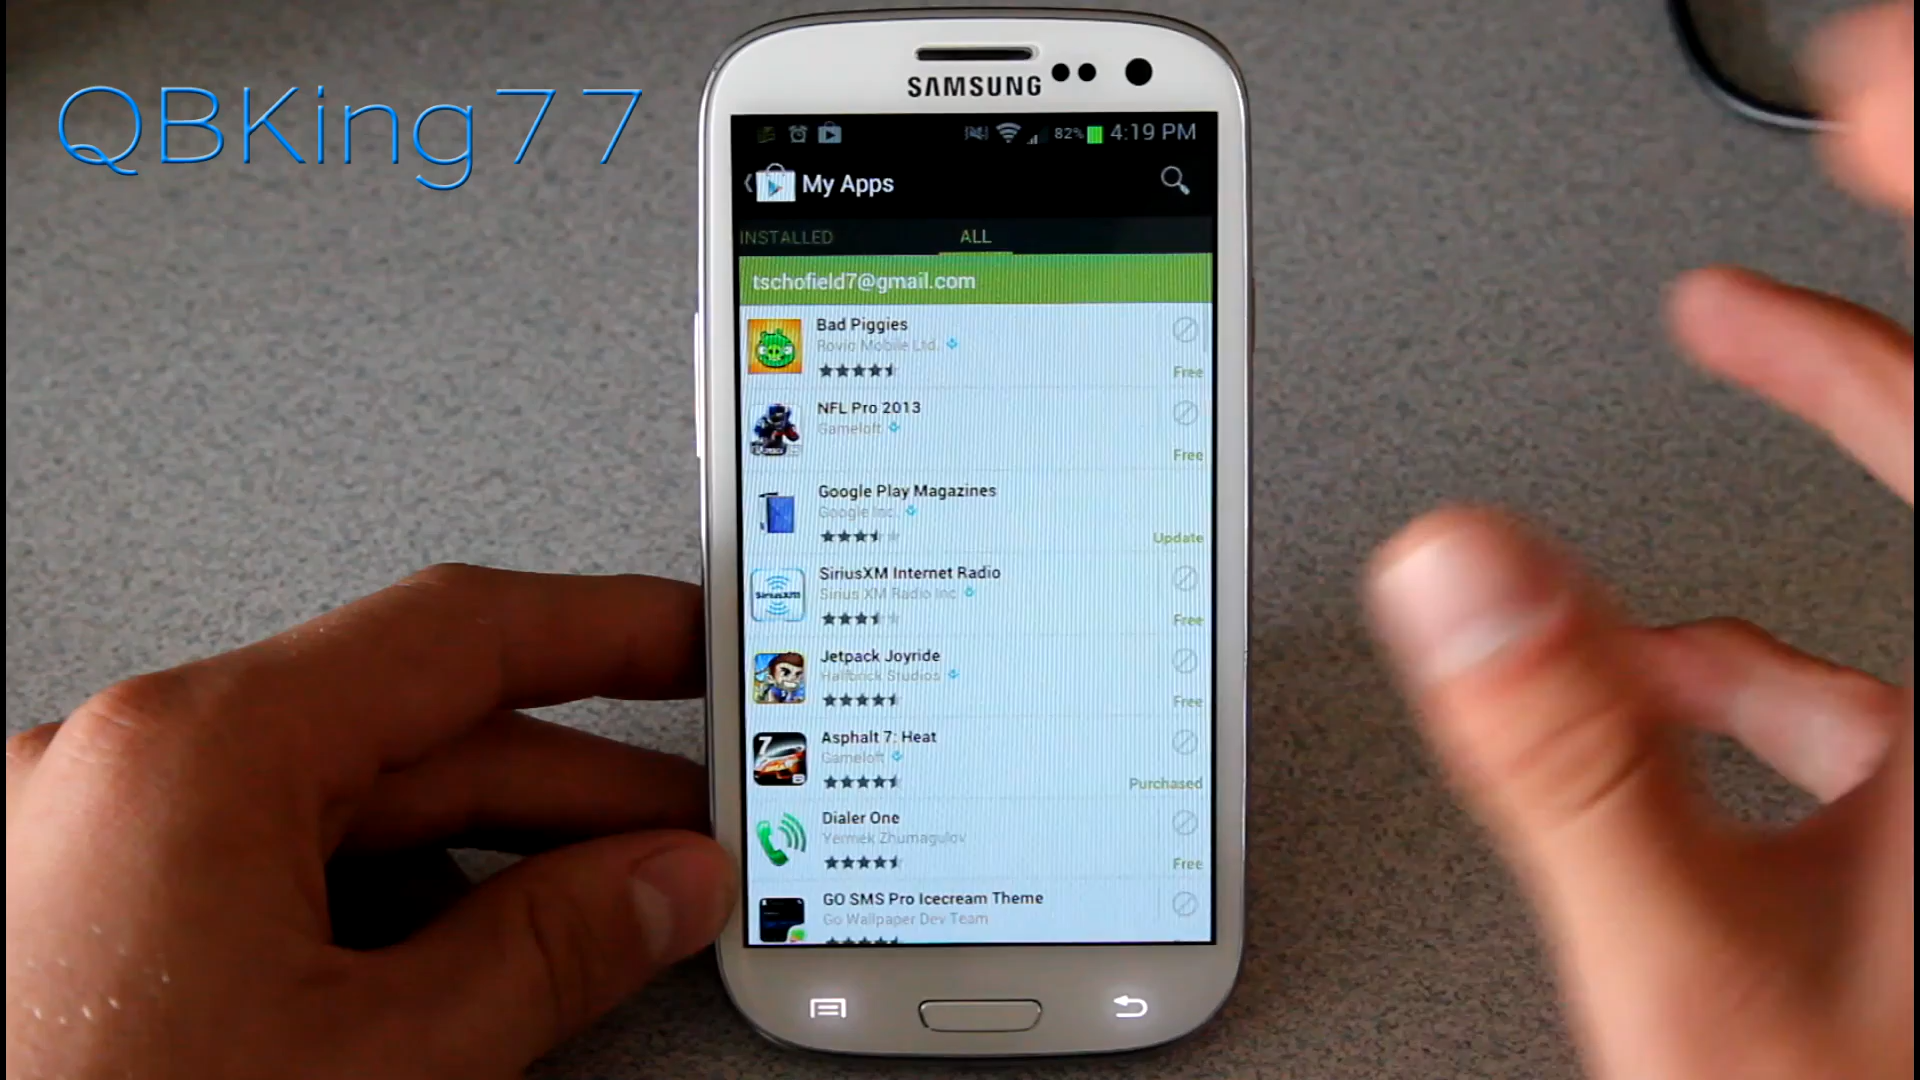 QBKing77
SAMSUNG
82% 4:19 PM
My Apps
INSTALLED ALL
tschofield7@gmail.com
Bad Piggies
Rovio Mobile Ltd.
Free
NFL Pro 2013
Gameloft
Free
Google Play Magazines
Google Inc.
Update
SiriusXM Internet Radio
Sirius XM Radio Inc
Free
Jetpack Joyride
Halfbrick Studios
Free
7
Asphalt 7: Heat
Gameloft
Purchased
Dialer One
Yermek Zhumagulov
Free
GO SMS Pro Icecream Theme
Go Wallpaper Dev Team